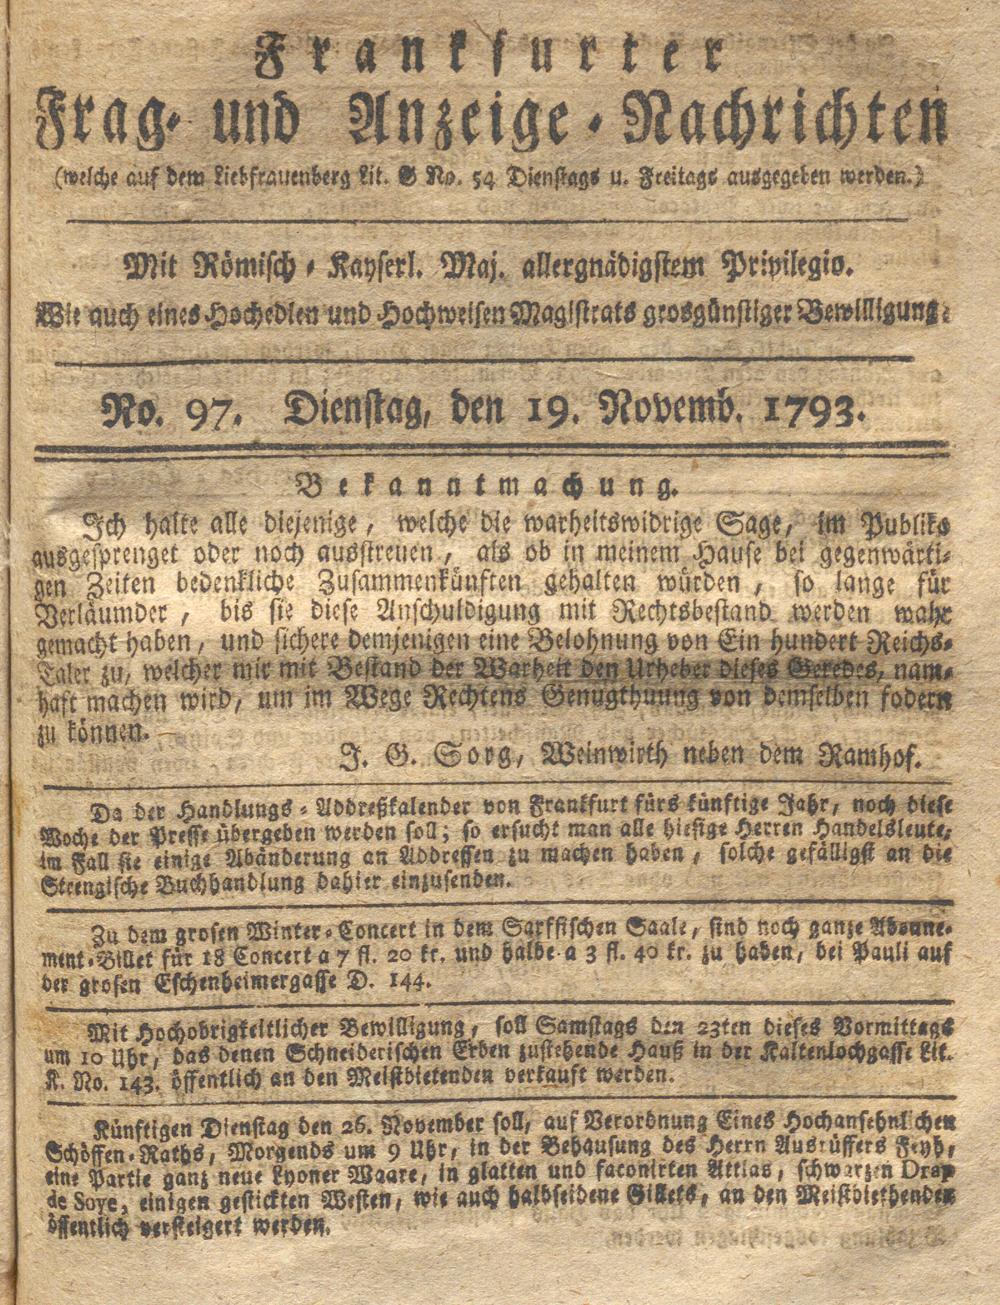 Frankfurter
Frag- und Anzeige-Nachrichten
(welche auf dem Liebfrauenberg Lit. G No. 54 Dienstags u. Freitags ausgegeben werden.)
Mit Römisch-Kayserl. Maj. allergnädigstem Privilegio.
Wie auch eines Hochedlen und Hochweisen Magistrats grosgünstiger Bewilligung.
No. 97. Dienstag, den 19. Novemb. 1793.
Bekanntmachung.
Ich halte alle diejenige, welche die warheitswidrige Sage, im Publiko
ausgesprenget oder noch ausstreuen, als ob in meinem Hause bei gegenwärti-
gen Zeiten bedenkliche Zusammenkünften gehalten würden, so lange für
Verläumder, bis sie diese Anschuldigung mit Rechtsbestand werden wahr
gemacht haben, und sichere demjenigen eine Belohnung von Ein hundert Reichs-
Taler zu, welcher mir mit Bestand der Warheit den Urheber dieses Geredes, nam-
haft machen wird, um im Wege Rechtens Genugthuung von demselben fodern
zu können.
J. G. Sorg, Weinwirth neben dem Ramhof.
Da der Handlungs-Addreßkalender von Frankfurt fürs künftige Jahr, noch diese
Woche der Presse übergeben werden soll; so ersucht man alle hiesige Herren Handelsleute,
im Fall sie einige Abänderung an Addressen zu machen haben, solche gefälligst an die
Strengische Buchhandlung dahier einzusenden.
Zu dem grosen Winter-Concert in dem Sarffischen Saale, sind noch ganze Abonne-
ment-Billet für 18 Concert a 7 fl. 20 kr. und halbe a 3 fl. 40 kr. zu haben, bei Pauli auf
der grosen Eschenheimergasse D. 144.
Mit Hochobrigkeitlicher Bewilligung, soll Samstags den 23ten dieses Vormittags
um 10 Uhr, das denen Schneiderischen Erben zustehende Hauß in der Kaltenlochgasse Lit.
K. No. 143. öffentlich an den Meistbietenden verkauft werden.
Künftigen Dienstag den 26. November soll, auf Verordnung Eines Hochansehnlichen
Schöffen-Raths, Morgends um 9 Uhr, in der Behausung des Herrn Ausrüffers Feyh,
eine Partie ganz neue Lyoner Waare, in glatten und faconirten Attlas, schwarzen Drap
de Soye, einigen gestickten Westen, wie auch halbseidene Gillets, an den Meistbiethenden
öffentlich versteigert werden.